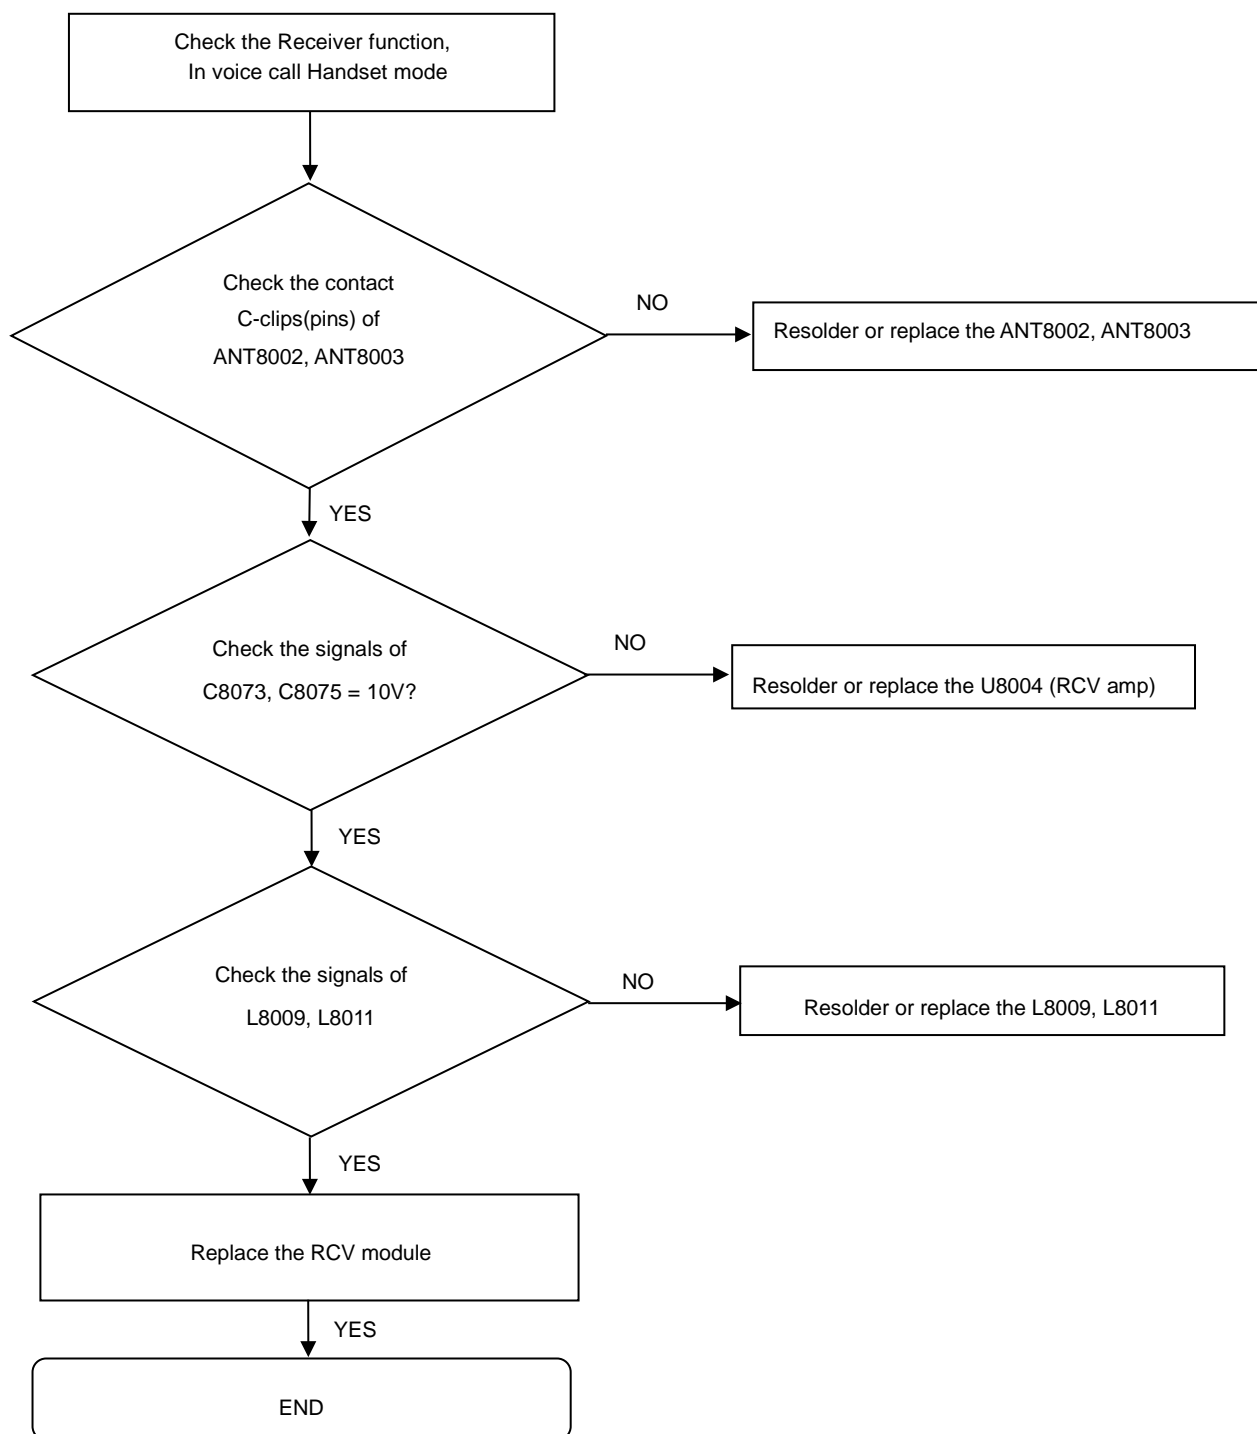 Check the Receiver function,
In voice call Handset mode
Check the contact
C-clips(pins) of
ANT8002, ANT8003
NO
Resolder or replace the ANT8002, ANT8003
YES
Check the signals of
C8073, C8075 = 10V?
NO
Resolder or replace the U8004 (RCV amp)
YES
Check the signals of
L8009, L8011
NO
Resolder or replace the L8009, L8011
YES
Replace the RCV module
YES
END